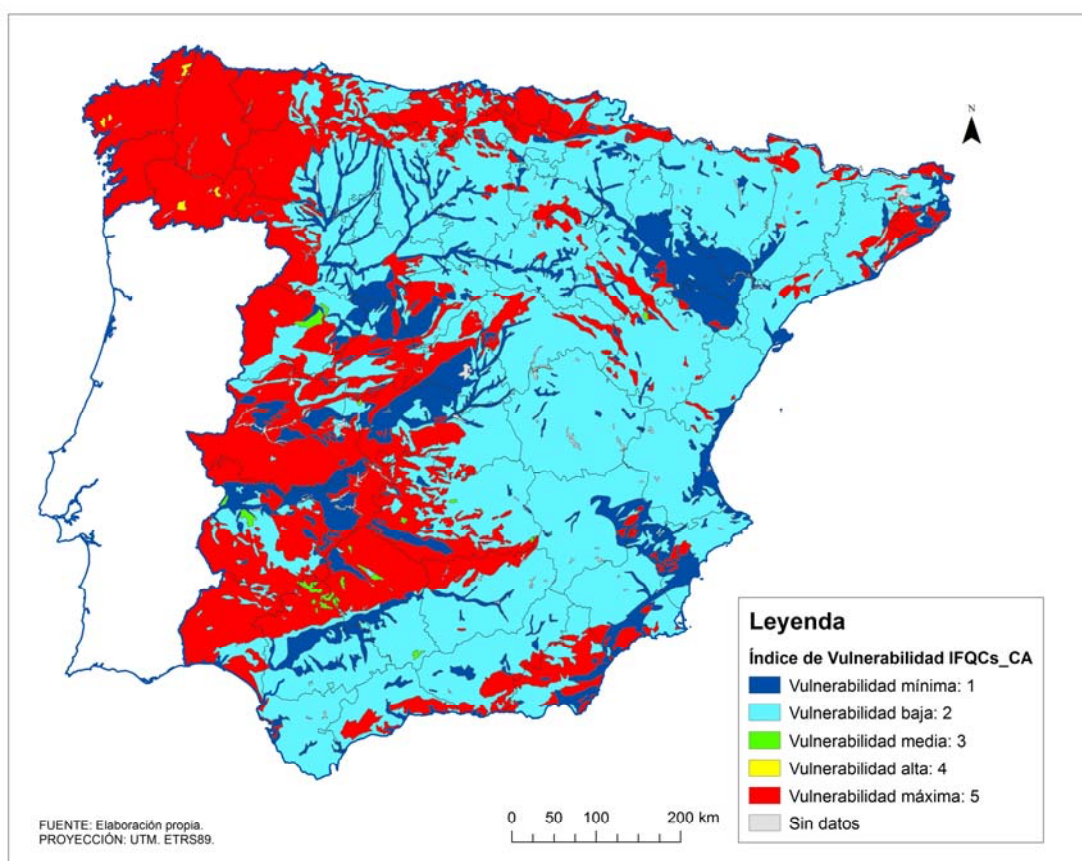 N
Leyenda
Índice de Vulnerabilidad IFQCs_CA
Vulnerabilidad mínima: 1
Vulnerabilidad baja: 2
Vulnerabilidad media: 3
Vulnerabilidad alta: 4
Vulnerabilidad máxima: 5
Sin datos
FUENTE: Elaboración propia.
PROYECCIÓN: UTM. ETRS89.
0 50 100 200 km